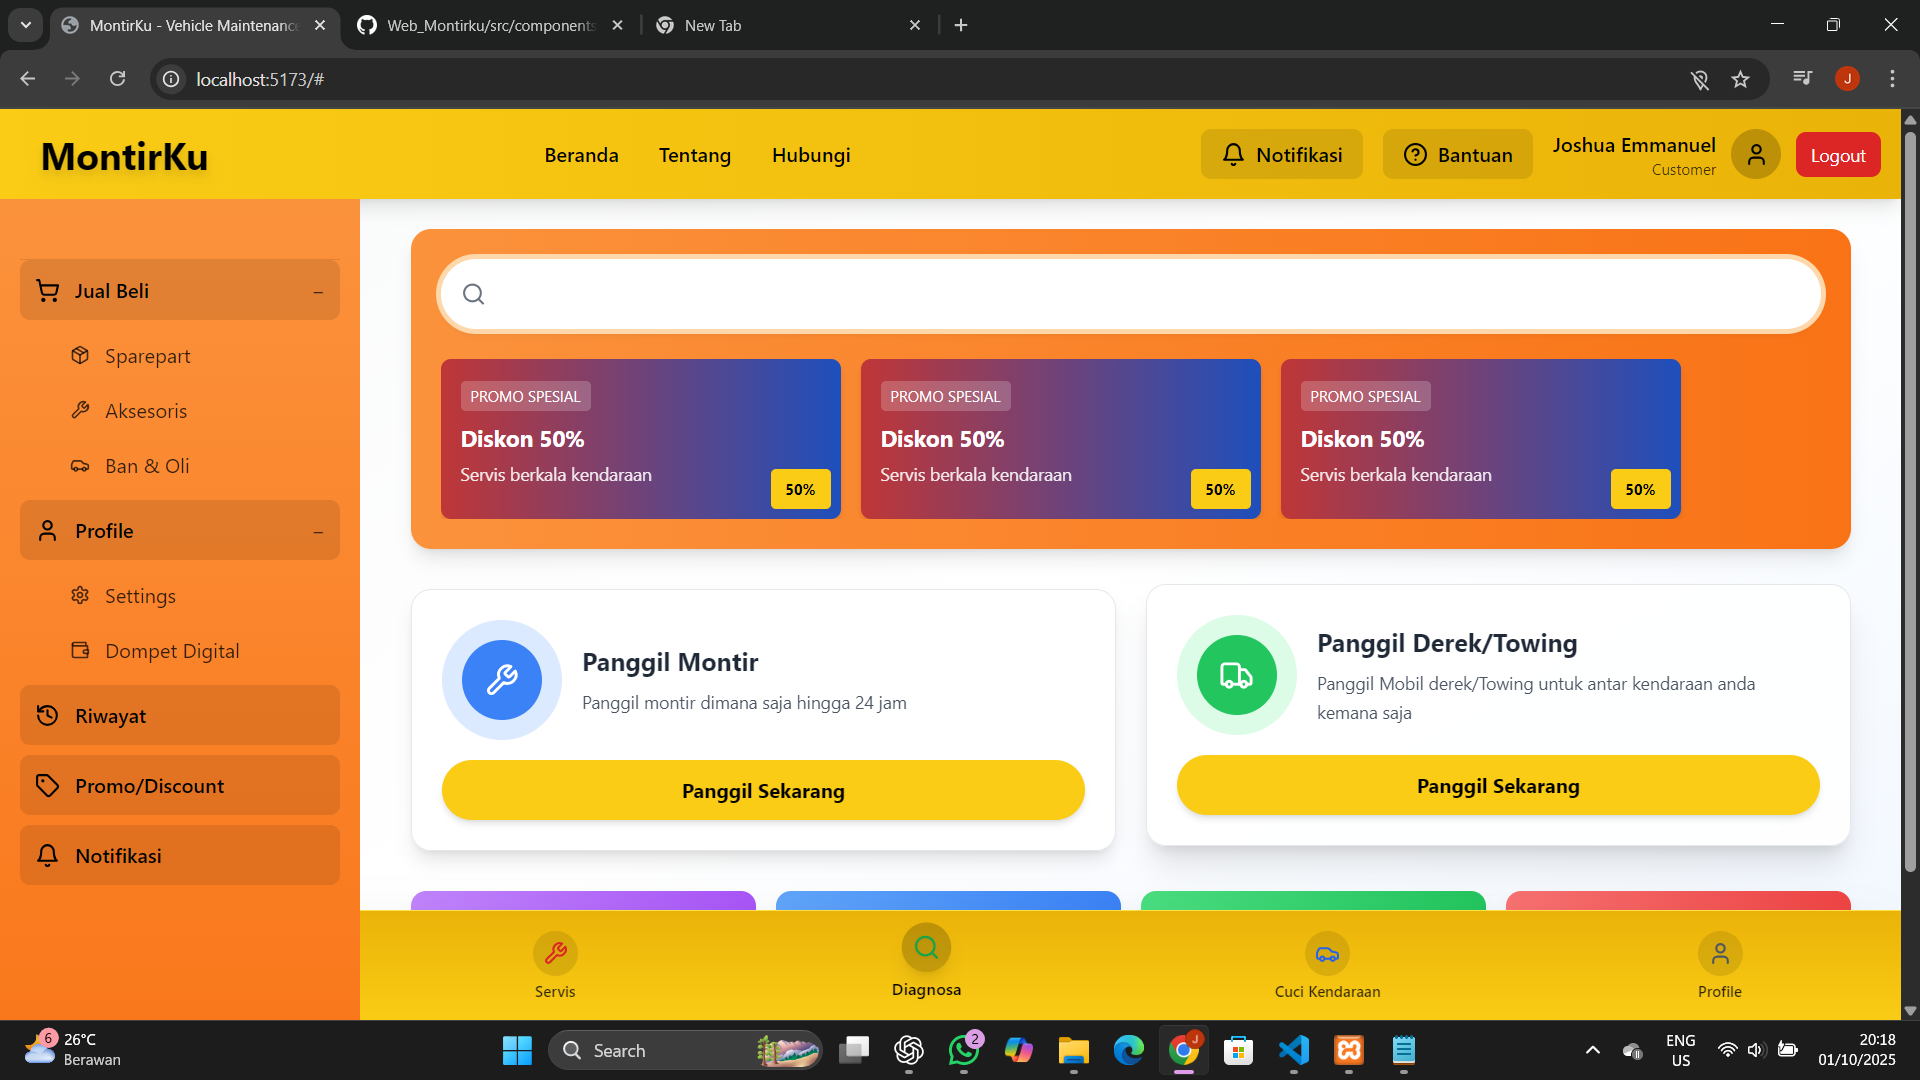 MontirKu - Vehicle Maintenance
Web_Montirku/src/components
New Tab
localhost:5173/#
J
MontirKu
Beranda
Tentang
Hubungi
Notifikasi
Bantuan
Joshua Emmanuel
Customer
Logout
Jual Beli
–
Sparepart
Aksesoris
Ban & Oli
Profile
–
Settings
Dompet Digital
Riwayat
Promo/Discount
Notifikasi
PROMO SPESIAL
Diskon 50%
Servis berkala kendaraan
50%
PROMO SPESIAL
Diskon 50%
Servis berkala kendaraan
50%
PROMO SPESIAL
Diskon 50%
Servis berkala kendaraan
50%
Panggil Montir
Panggil montir dimana saja hingga 24 jam
Panggil Sekarang
Panggil Derek/Towing
Panggil Mobil derek/Towing untuk antar kendaraan anda
kemana saja
Panggil Sekarang
Servis
Diagnosa
Cuci Kendaraan
Profile
6
26°C
Berawan
Search
2
J
ENG
US
20:18
01/10/2025